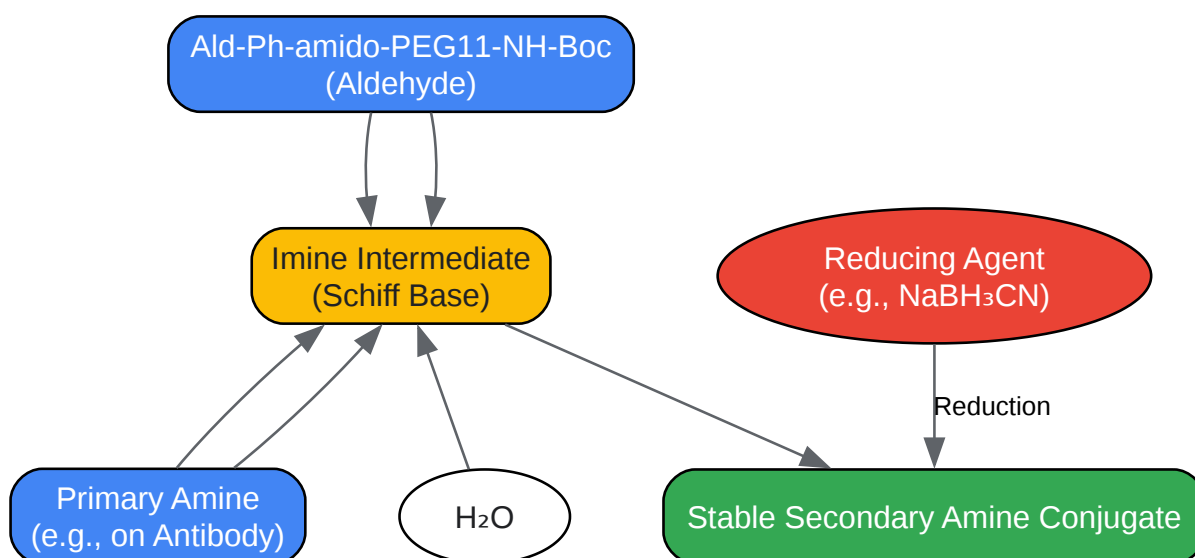 Ald-Ph-amido-PEG11-NH-Boc
(Aldehyde)
Imine Intermediate
(Schiff Base)
Reducing Agent
(e.g., NaBH₃CN)
Reduction
Primary Amine
(e.g., on Antibody)
H₂O
Stable Secondary Amine Conjugate